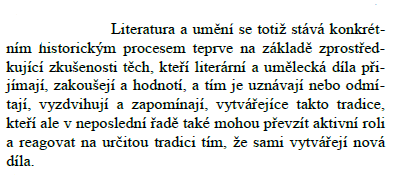 Literatura a umění se totiž stává konkrét-
ním historickým procesem teprve na základě zprostřed-
kující zkušenosti těch, kteří literární a umělecká díla při-
jímají, zakoušejí a hodnotí, a tím je uznávají nebo odmí-
tají, vyzdvihují a zapomínají, vytvářejíce takto tradice,
kteří ale v neposlední řadě také mohou převzít aktivní roli
a reagovat na určitou tradici tím, že sami vytvářejí nová
díla.